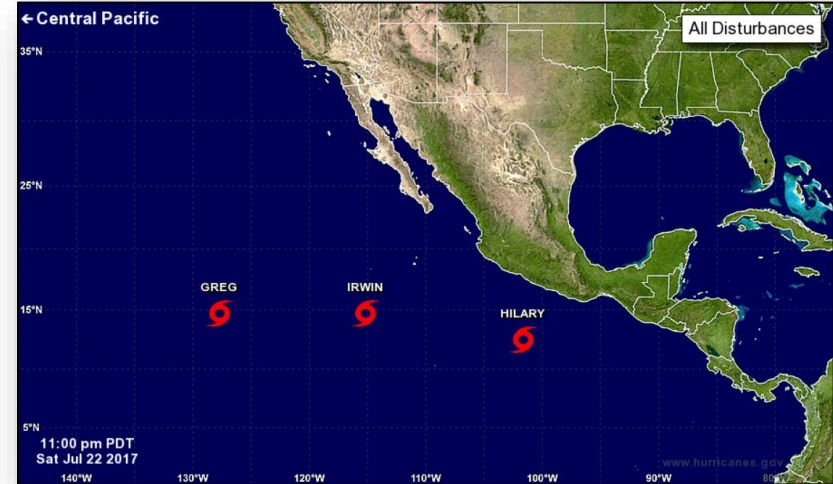 ← Central Pacific
All Disturbances
35°N
25°N
GREG
IRWIN
HILARY
15°N
5°N
11:00 pm PDT
Sat Jul 22 2017
www.hurricanes.gov
140°W 130°W 120°W 110°W 100°W 90°W 80°W